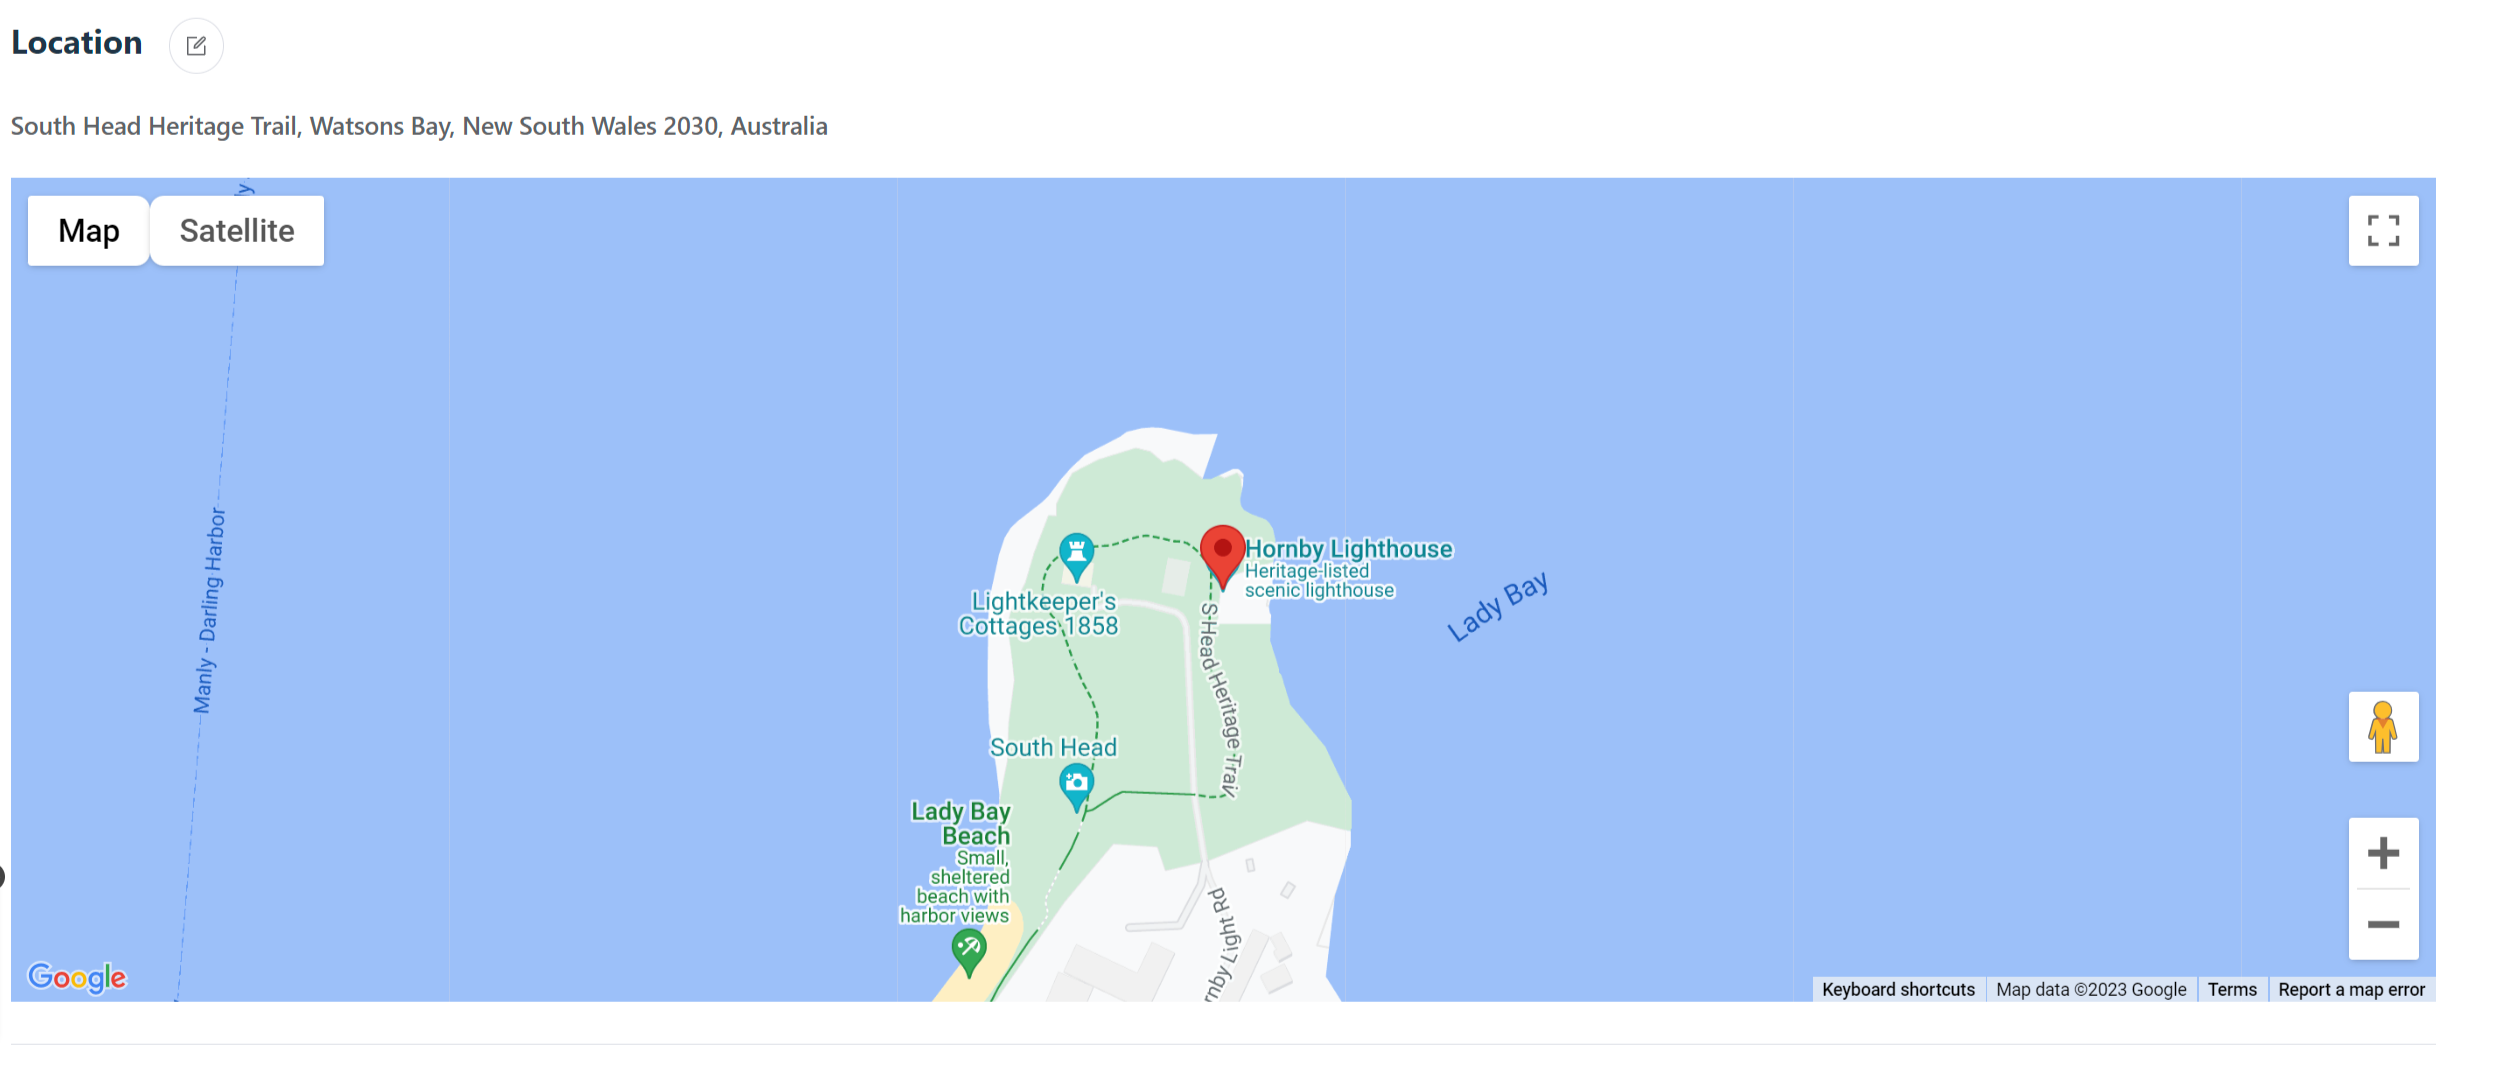 Location
South Head Heritage Trail, Watsons Bay, New South Wales 2030, Australia
Map
Satellite
Manly - Darling Harbor
Hornby Lighthouse
Heritage-listed
scenic lighthouse
Lady Bay
Lightkeeper's
Cottages 1858
S Head Heritage Trail
South Head
Lady Bay
Beach
Small,
sheltered
beach with
harbor views
rnby Light Rd
Google
Keyboard shortcuts
Map data ©2023 Google
Terms
Report a map error